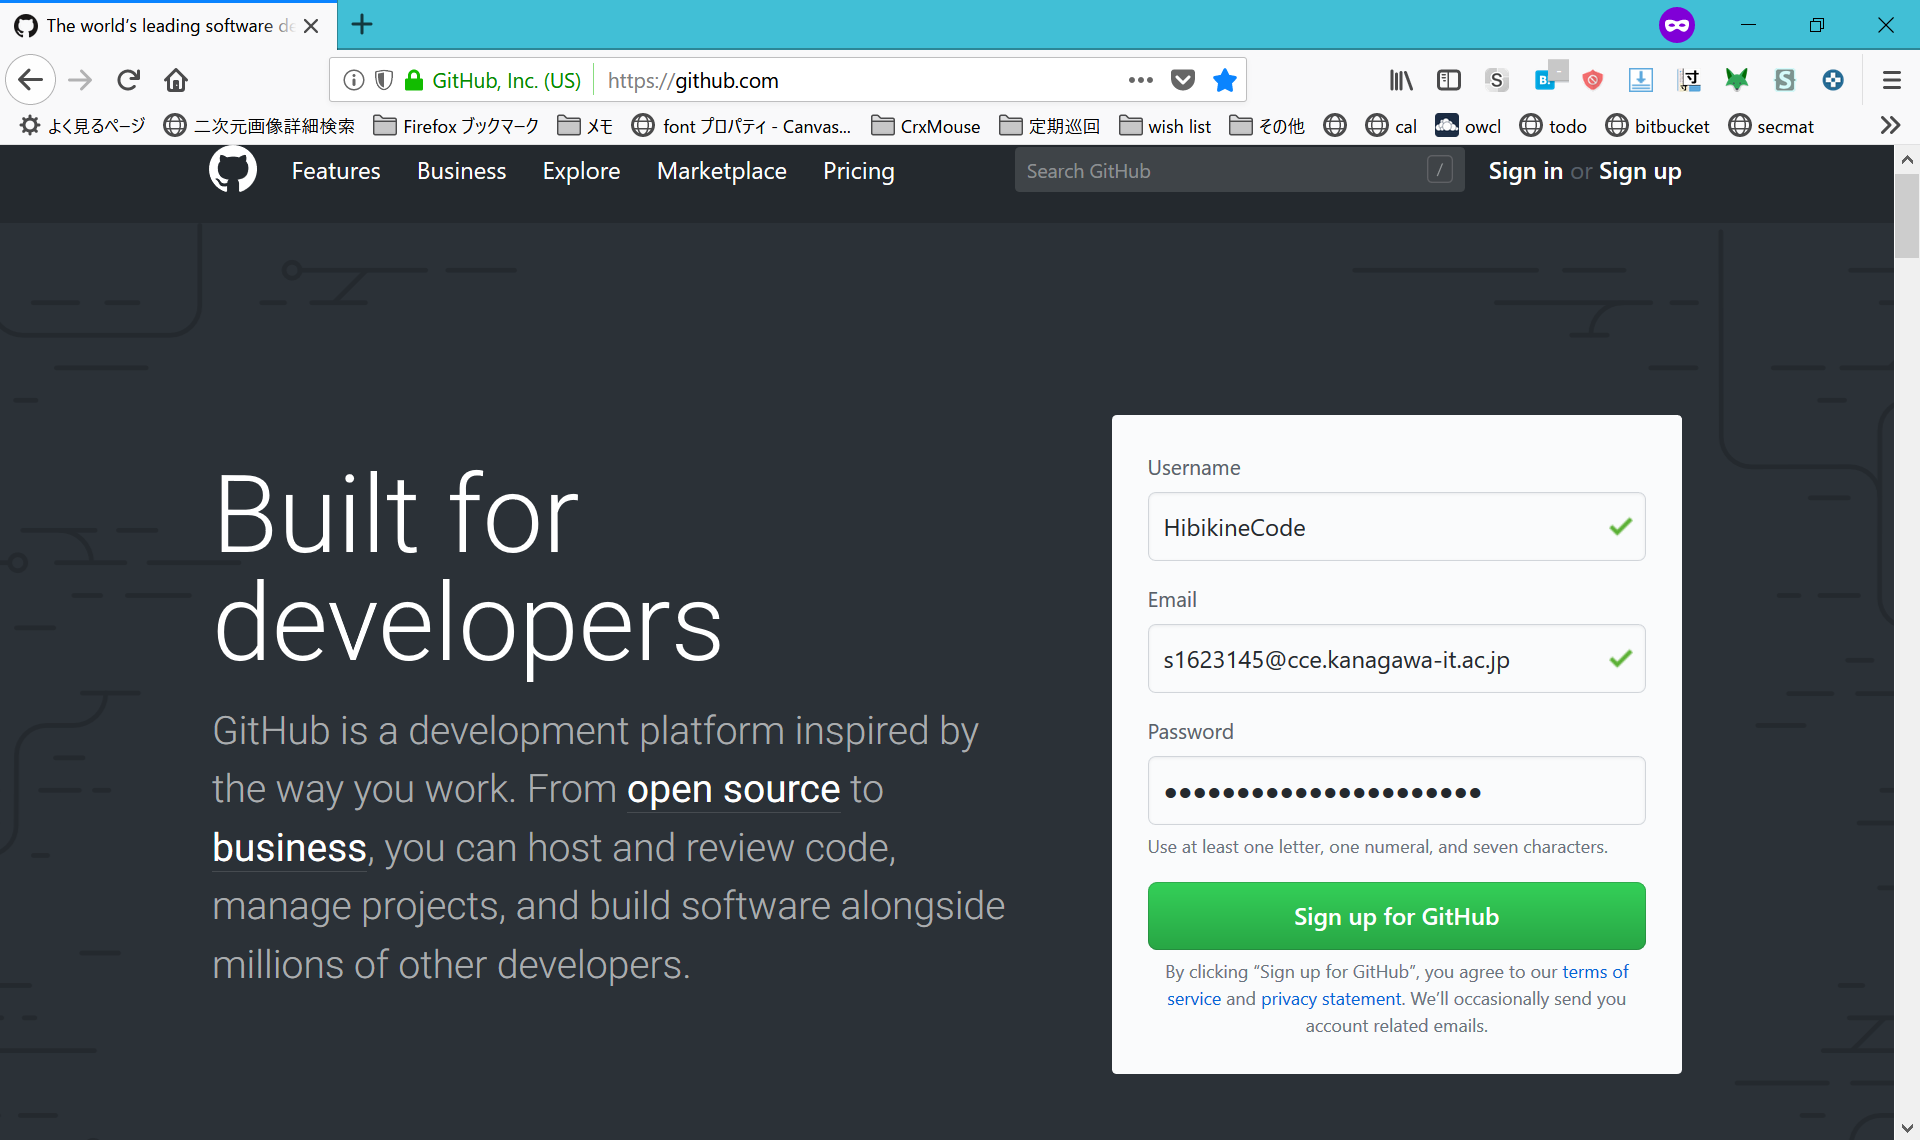 The world's leading software de
GitHub, Inc. (US) https://github.com
よく見るページ 二次元画像詳細検索 Firefox ブックマーク メモ font プロパティ - Canvas... CrxMouse 定期巡回 wish list その他 cal owcl todo bitbucket secmat
Features Business Explore Marketplace Pricing Search GitHub / Sign in or Sign up
Built for
developers
GitHub is a development platform inspired by
the way you work. From open source to
business, you can host and review code,
manage projects, and build software alongside
millions of other developers.
Username
HibikineCode
Email
s1623145@cce.kanagawa-it.ac.jp
Password
●●●●●●●●●●●●●●●●●●●●●●
Use at least one letter, one numeral, and seven characters.
Sign up for GitHub
By clicking “Sign up for GitHub”, you agree to our terms of
service and privacy statement. We’ll occasionally send you
account related emails.